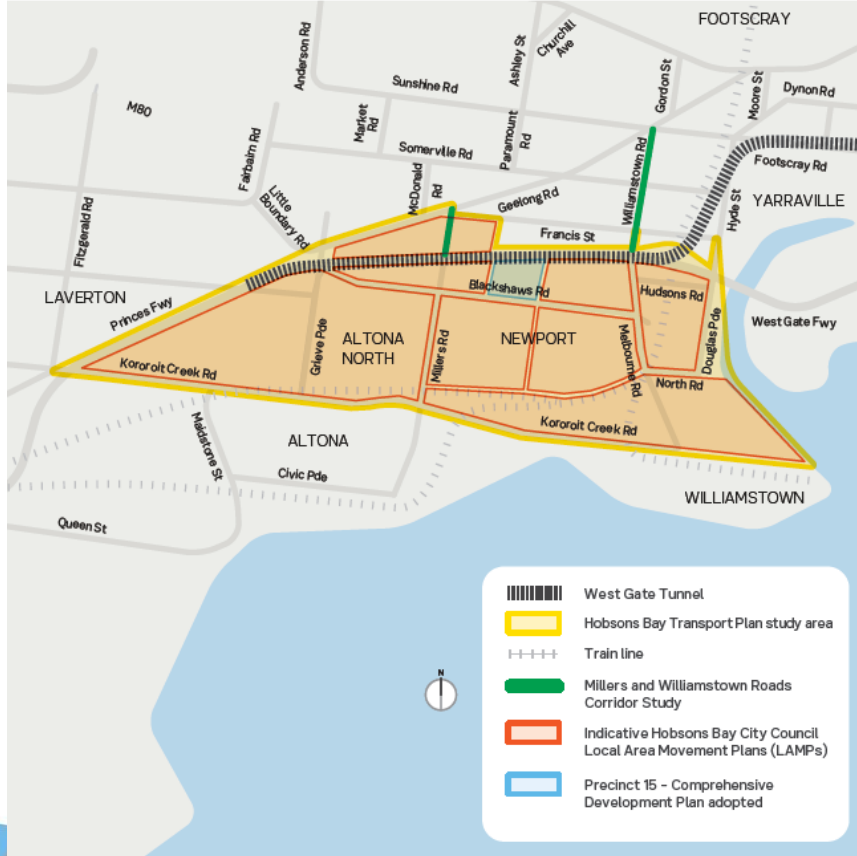 FOOTSCRAY
Anderson Rd
Ashley St
Churchill
Ave
Sunshine Rd
Gordon St
Moore St
Dynon Rd
M80
Market
Rd
Paramount
Rd
Fairbairn Rd
Somerville Rd
Williamstown Rd
Footscray Rd
McDonald
Rd
Geelong Rd
Hyde St
YARRAVILLE
Little
Boundary Rd
Fitzgerald Rd
Francis St
Blackshaws Rd
Hudsons Rd
LAVERTON
Princes Fwy
West Gate Fwy
Grieve Pde
ALTONA
NORTH
Millers Rd
NEWPORT
Melbourne
Rd
Douglas Pde
Kororoit Creek Rd
North Rd
Maidstone St
ALTONA
Kororoit Creek Rd
Civic Pde
WILLIAMSTOWN
Queen St
N
West Gate Tunnel
Hobsons Bay Transport Plan study area
Train line
Millers and Williamstown Roads
Corridor Study
Indicative Hobsons Bay City Council
Local Area Movement Plans (LAMPs)
Precinct 15 - Comprehensive
Development Plan adopted